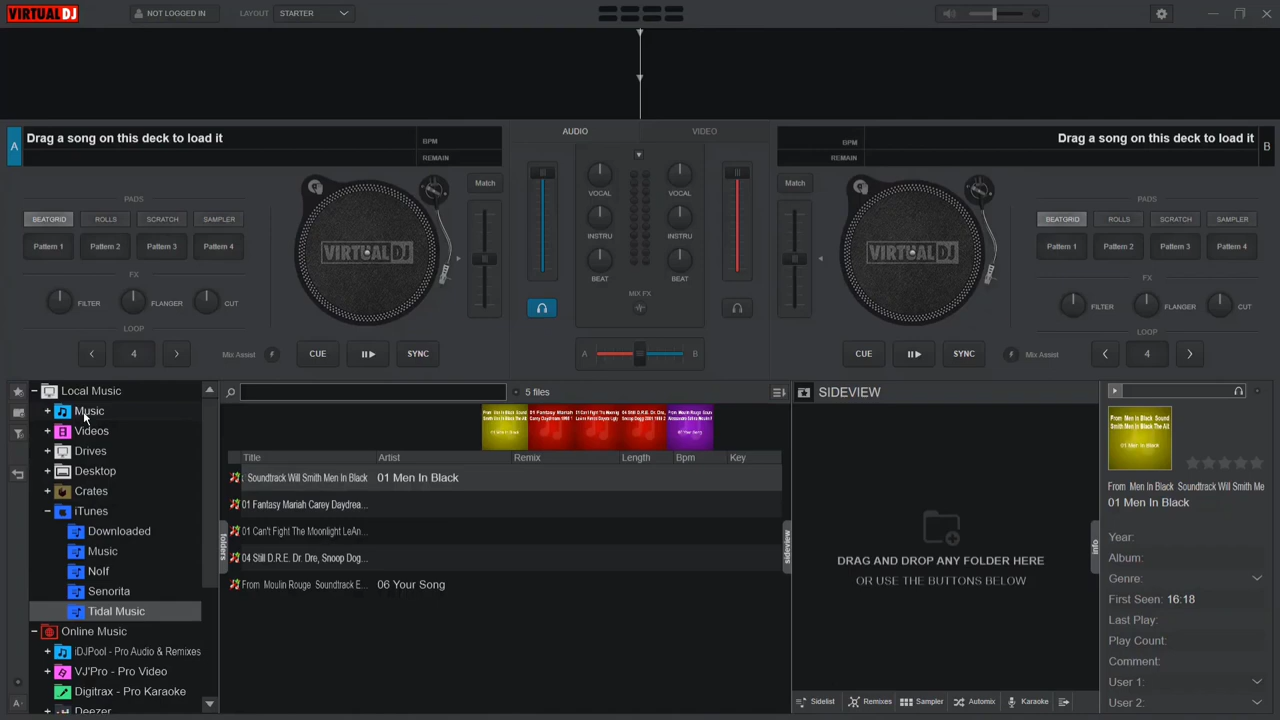 VIRTUALDJ
NOT LOGGED IN
LAYOUT STARTER
A
Drag a song on this deck to load it
BPM
REMAIN
AUDIO
VIDEO
BPM
REMAIN
Drag a song on this deck to load it
B
PADS
BEATGRID ROLLS SCRATCH SAMPLER
Pattern 1 Pattern 2 Pattern 3 Pattern 4
FX
FILTER FLANGER CUT
LOOP
4
Mix Assist
CUE
SYNC
VIRTUALDJ
Match
VOCAL VOCAL
INSTRU INSTRU
BEAT BEAT
MIX FX
A B
Match
VIRTUALDJ
PADS
BEATGRID ROLLS SCRATCH SAMPLER
Pattern 1 Pattern 2 Pattern 3 Pattern 4
FX
FILTER FLANGER CUT
LOOP
CUE
SYNC
Mix Assist
4
Local Music
Music
Videos
Drives
Desktop
Crates
iTunes
Downloaded
Music
Nolf
Senorita
Tidal Music
Online Music
iDJPool - Pro Audio & Remixes
VJ'Pro - Pro Video
Digitrax - Pro Karaoke
Deezer
A
folders
5 files
Title Artist Remix Length Bpm Key
Soundtrack Will Smith Men In Black 01 Men In Black
01 Fantasy Mariah Carey Daydrea...
01 Can't Fight The Moonlight LeAn...
04 Still D.R.E. Dr. Dre, Snoop Dog...
From Moulin Rouge Soundtrack E... 06 Your Song
sideview
SIDEVIEW
DRAG AND DROP ANY FOLDER HERE
OR USE THE BUTTONS BELOW
Sidelist Remixes Sampler Automix Karaoke
info
01 Men In Black
From Men In Black Soundtrack Will Smith Me
01 Men In Black
Year:
Album:
Genre:
First Seen: 16:18
Last Play:
Play Count:
Comment:
User 1:
User 2: